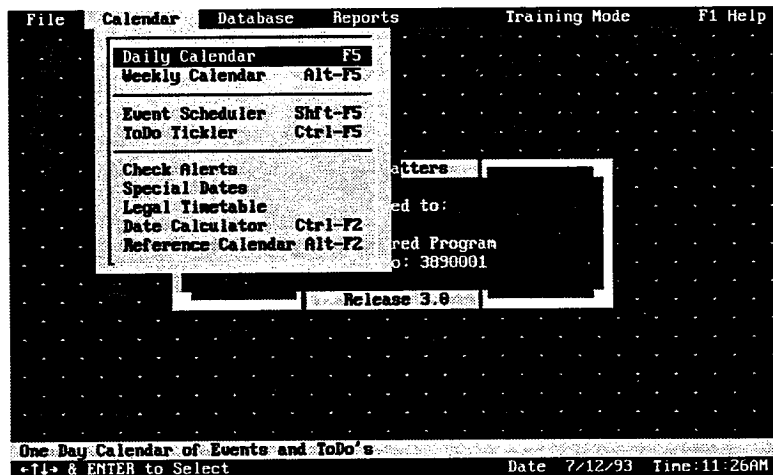 File Calendar Database Reports Training Mode F1 Help
Daily Calendar F5
Weekly Calendar Alt-F5
Event Scheduler Shft-F5
ToDo Tickler Ctrl-F5
Check Alerts
Special Dates
Legal Timetable
Date Calculator Ctrl-F2
Reference Calendar Alt-F2
atters
ed to:
red Program
o: 3890001
Release 3.0
One Day Calendar of Events and ToDo's
←↑↓→ & ENTER to Select Date 7/12/93 Time:11:26AM